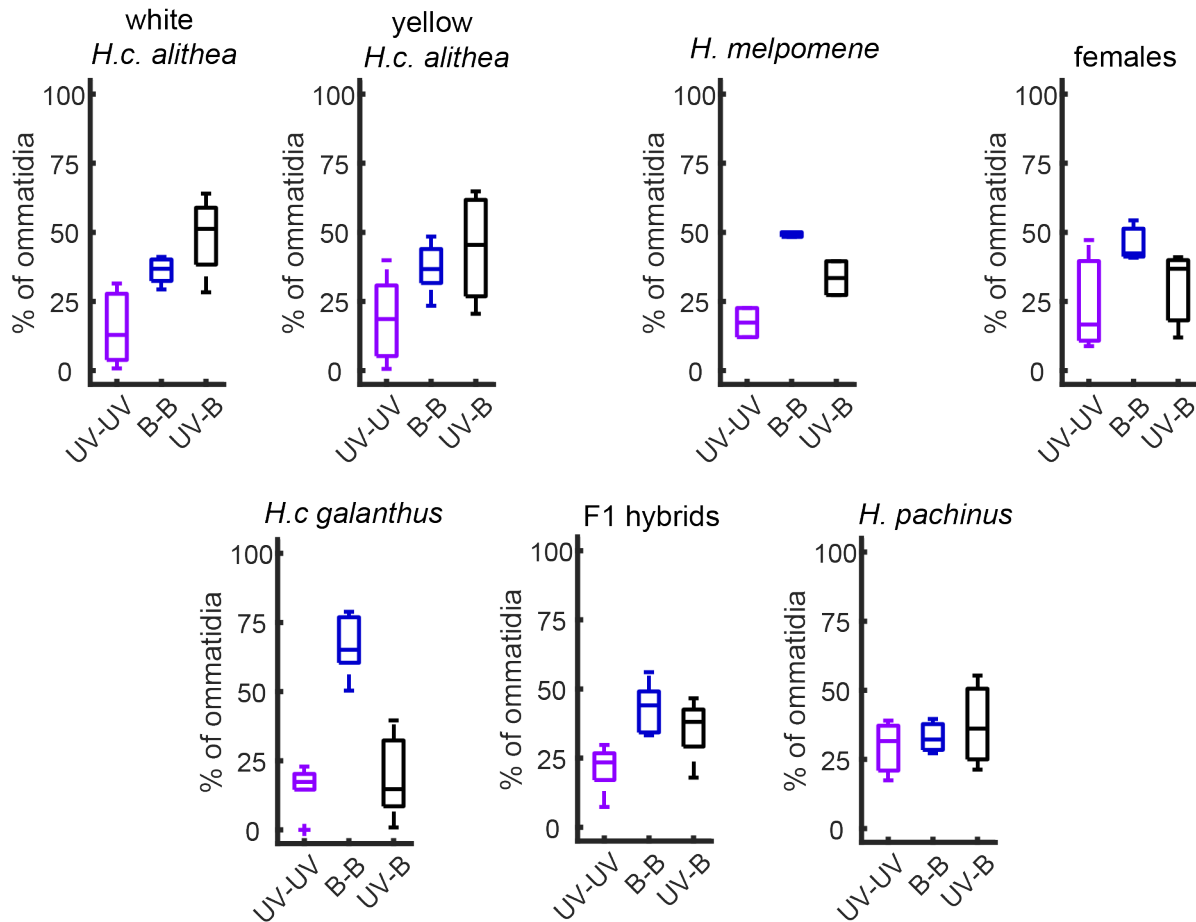 white
H.c. alithea
% of ommatidia
100
75
50
25
0
UV-UV
B-B
UV-B
yellow
H.c. alithea
% of ommatidia
100
75
50
25
0
UV-UV
B-B
UV-B
H. melpomene
% of ommatidia
100
75
50
25
0
UV-UV
B-B
UV-B
females
% of ommatidia
100
75
50
25
0
UV-UV
B-B
UV-B
H.c galanthus
% of ommatidia
100
75
50
25
0
UV-UV
B-B
UV-B
F1 hybrids
% of ommatidia
100
75
50
25
0
UV-UV
B-B
UV-B
H. pachinus
% of ommatidia
100
75
50
25
0
UV-UV
B-B
UV-B